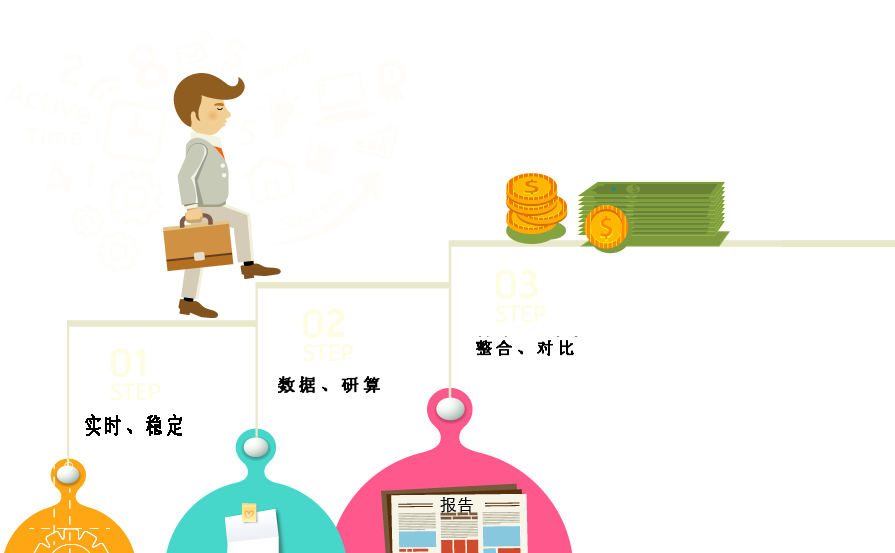 01
STEP
实时、稳定
02
STEP
数据、研算
03
STEP
整合、对比
报告
Active
Time